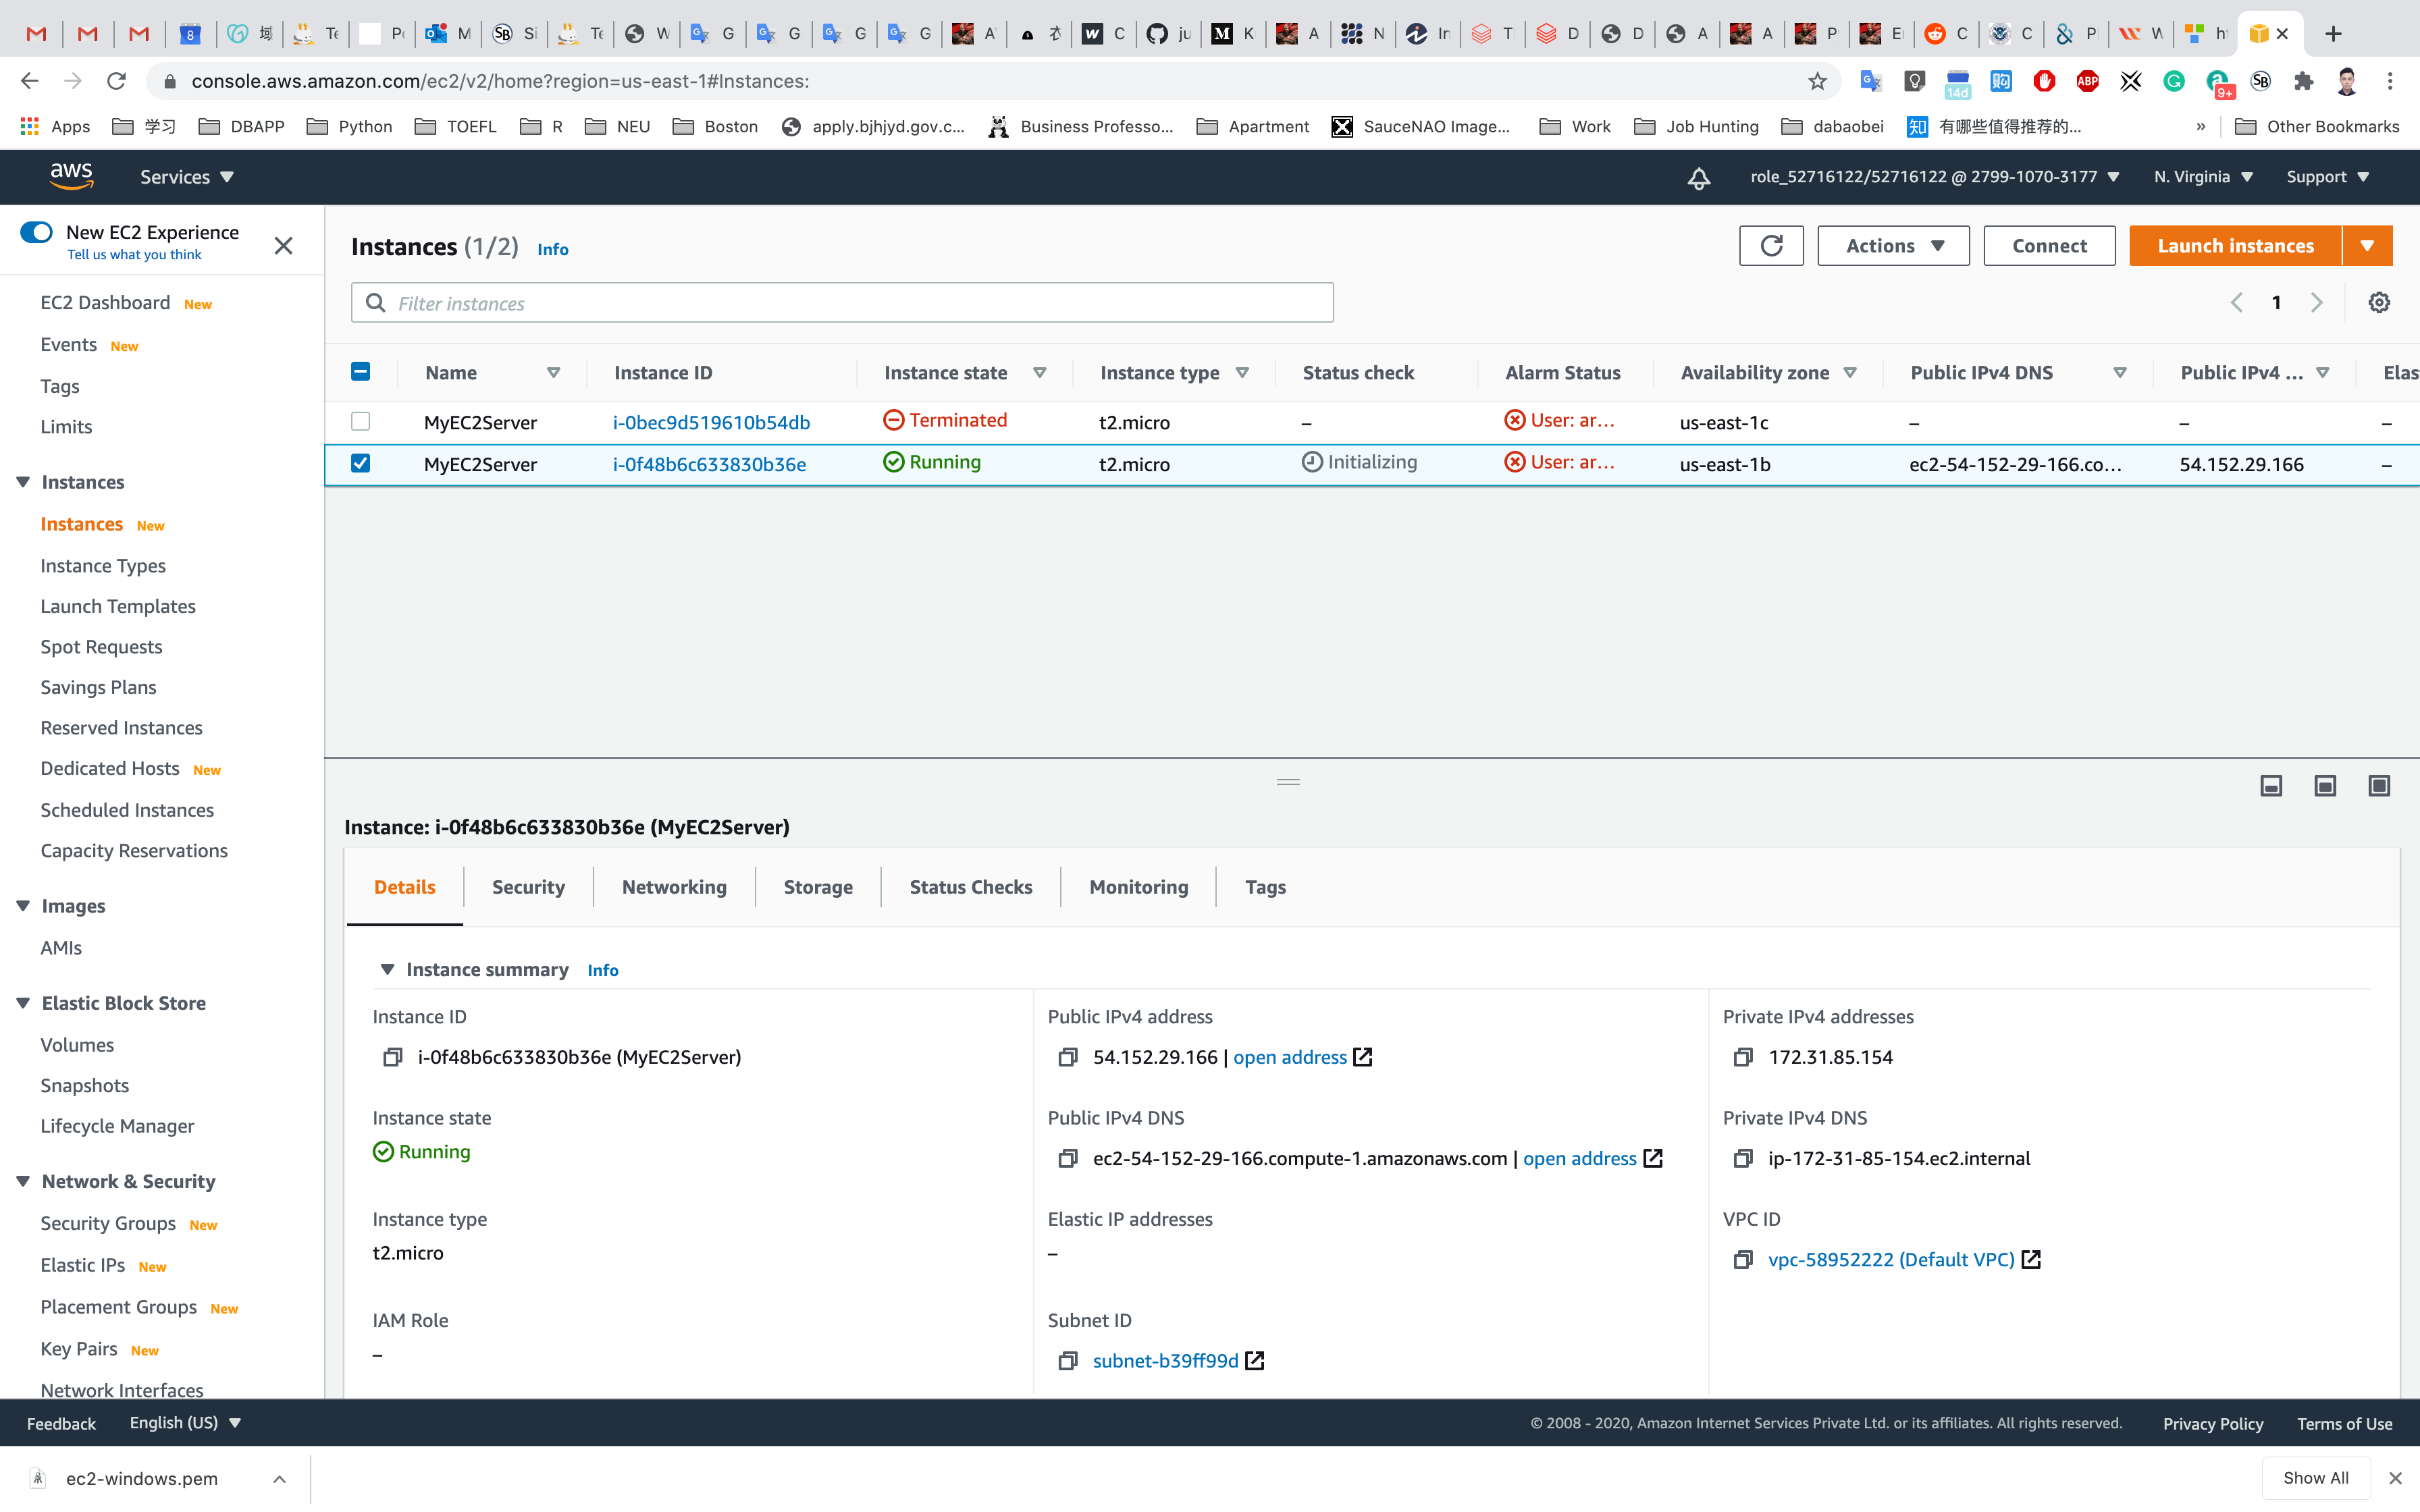 8 域 Te Po M Si Te W G G G G A 衣 C ju K A N In T D D A A P E C C P W h
console.aws.amazon.com/ec2/v2/home?region=us-east-1#Instances:
14d ABP 9+
Apps 学习 DBAPP Python TOEFL R NEU Boston apply.bjhjyd.gov.c... Business Professo... Apartment SauceNAO Image... Work Job Hunting dabaobei 知 有哪些值得推荐的... » Other Bookmarks
aws Services role_52716122/52716122 @ 2799-1070-3177 N. Virginia Support
New EC2 Experience
Tell us what you think
EC2 Dashboard New
Events New
Tags
Limits
Instances
Instances New
Instance Types
Launch Templates
Spot Requests
Savings Plans
Reserved Instances
Dedicated Hosts New
Scheduled Instances
Capacity Reservations
Images
AMIs
Elastic Block Store
Volumes
Snapshots
Lifecycle Manager
Network & Security
Security Groups New
Elastic IPs New
Placement Groups New
Key Pairs New
Network Interfaces
Instances (1/2) Info
Actions Connect Launch instances
Filter instances
1
Name Instance ID Instance state Instance type Status check Alarm Status Availability zone Public IPv4 DNS Public IPv4 ... Elas
MyEC2Server i-0bec9d519610b54db Terminated t2.micro – User: ar... us-east-1c – – –
MyEC2Server i-0f48b6c633830b36e Running t2.micro Initializing User: ar... us-east-1b ec2-54-152-29-166.co... 54.152.29.166 –
Instance: i-0f48b6c633830b36e (MyEC2Server)
Details Security Networking Storage Status Checks Monitoring Tags
Instance summary Info
Instance ID
i-0f48b6c633830b36e (MyEC2Server)
Public IPv4 address
54.152.29.166 | open address
Private IPv4 addresses
172.31.85.154
Instance state
Running
Public IPv4 DNS
ec2-54-152-29-166.compute-1.amazonaws.com | open address
Private IPv4 DNS
ip-172-31-85-154.ec2.internal
Instance type
t2.micro
Elastic IP addresses
–
VPC ID
vpc-58952222 (Default VPC)
IAM Role
–
Subnet ID
subnet-b39ff99d
Feedback English (US) © 2008 - 2020, Amazon Internet Services Private Ltd. or its affiliates. All rights reserved. Privacy Policy Terms of Use
ec2-windows.pem Show All